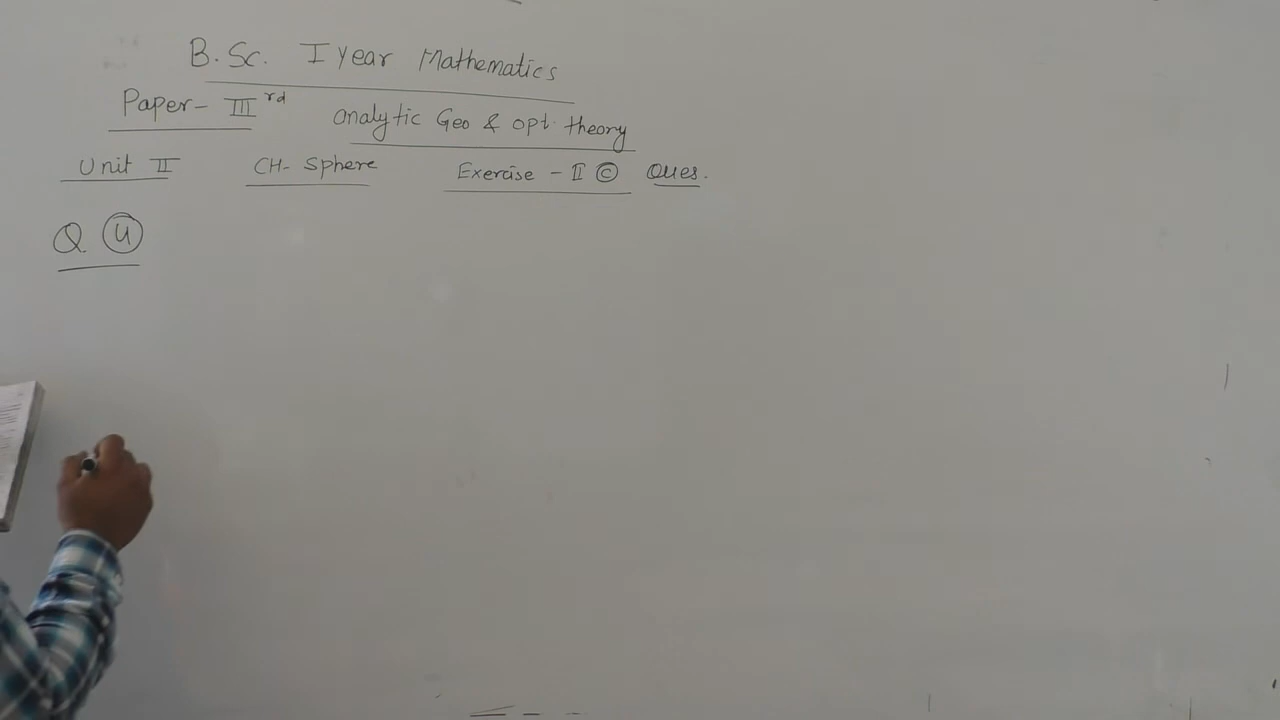 B.Sc. I year Mathematics
Paper- III rd analytic Geo & opt. theory
Unit II CH- Sphere Exercise - II © Ques.
Q 4